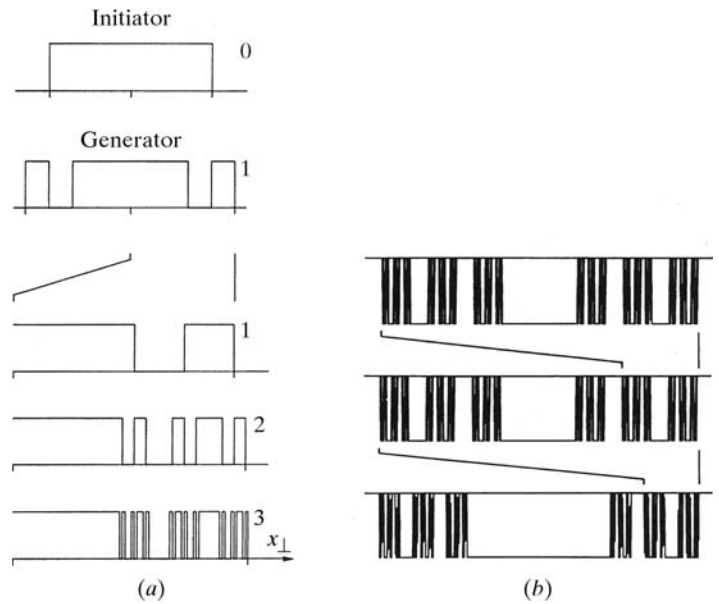 Initiator
0
Generator
1
1
2
3
x⊥
(a)
(b)